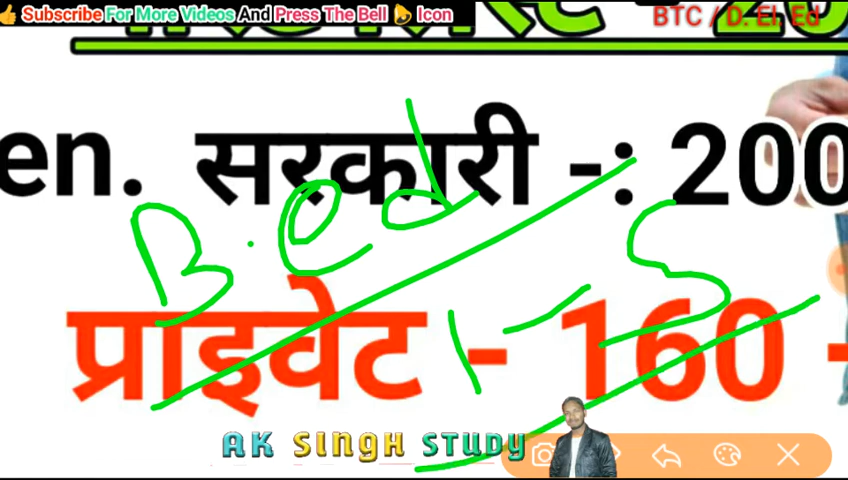 Subscribe For More Videos And Press The Bell Icon
BTC / D. El. Ed
en. सरकारी -: 200
B.ed
1-5
प्राइवेट - 160 -
AK SINGH STUDY